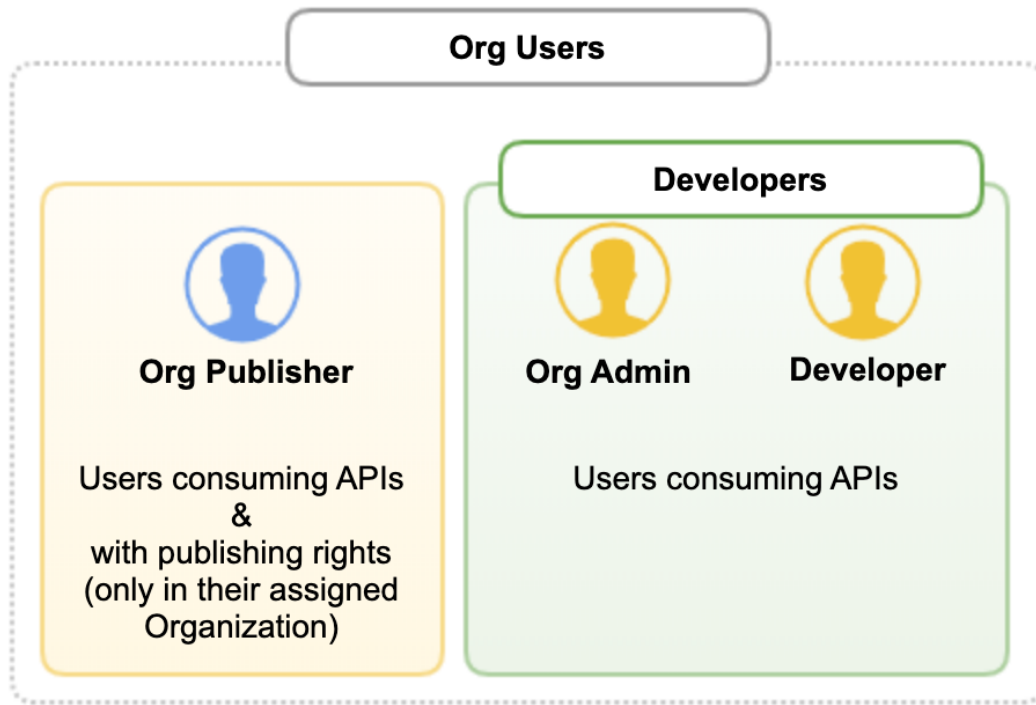 Org Users
Developers
Org Publisher
Org Admin
Developer
Users consuming APIs
&
with publishing rights
(only in their assigned
Organization)
Users consuming APIs